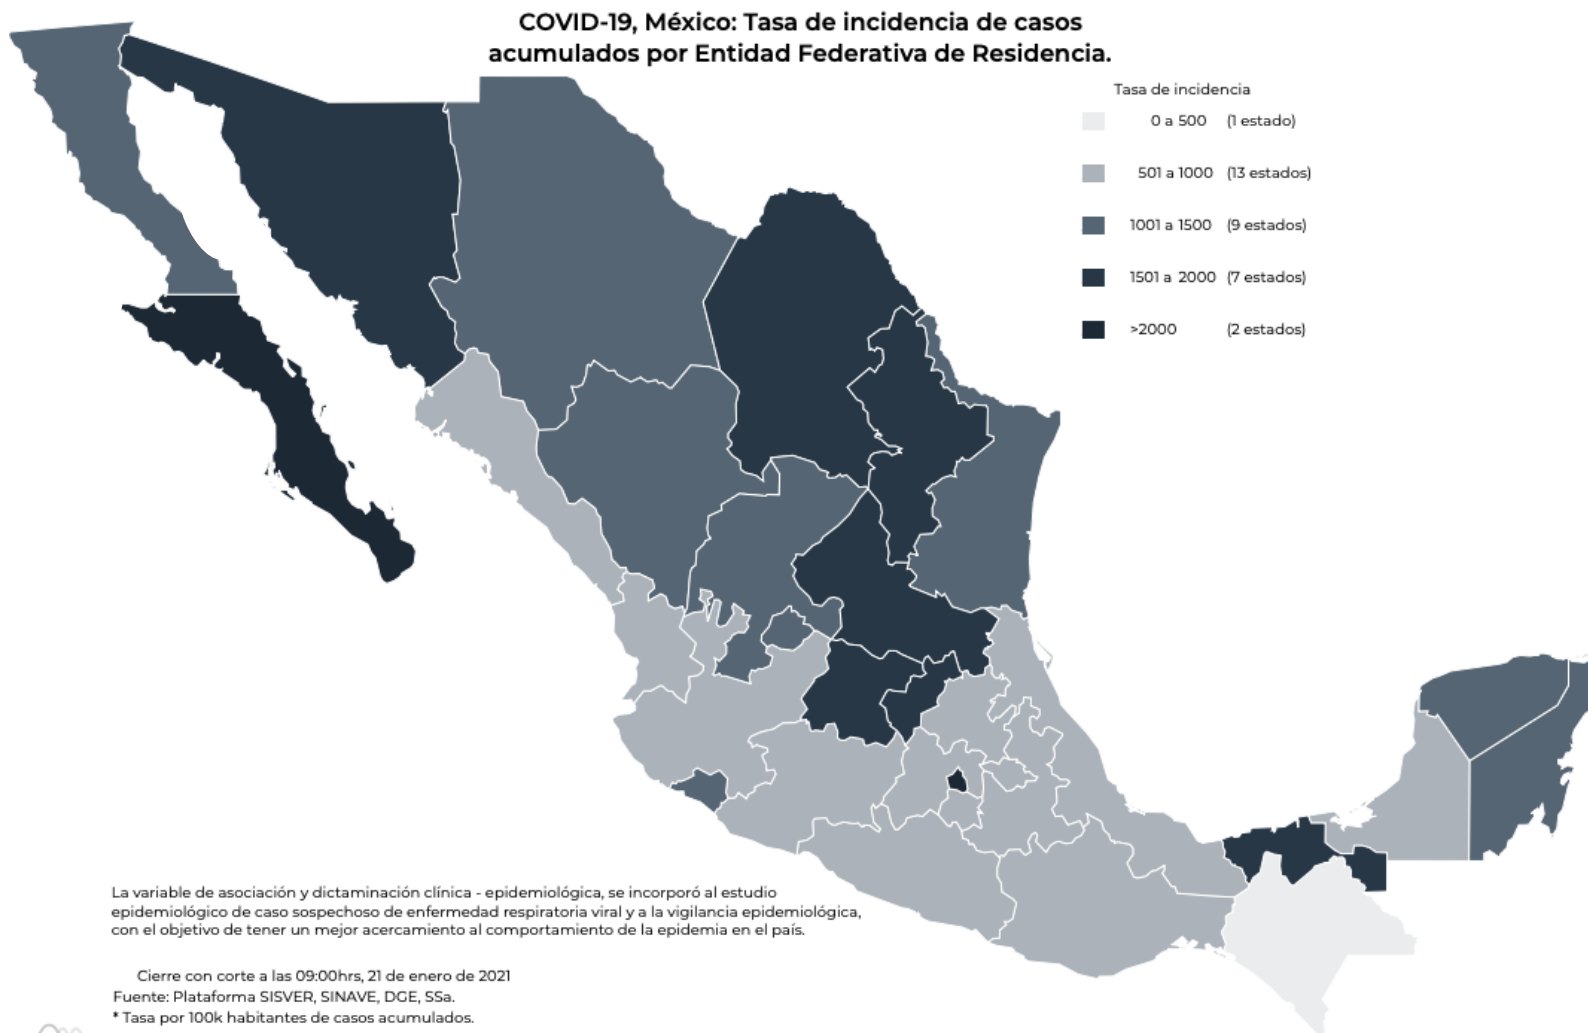 COVID-19, México: Tasa de incidencia de casos
acumulados por Entidad Federativa de Residencia.
Tasa de incidencia
0 a 500 (1 estado)
501 a 1000 (13 estados)
1001 a 1500 (9 estados)
1501 a 2000 (7 estados)
>2000 (2 estados)
La variable de asociación y dictaminación clínica - epidemiológica, se incorporó al estudio
epidemiológico de caso sospechoso de enfermedad respiratoria viral y a la vigilancia epidemiológica,
con el objetivo de tener un mejor acercamiento al comportamiento de la epidemia en el país.
Cierre con corte a las 09:00hrs, 21 de enero de 2021
Fuente: Plataforma SISVER, SINAVE, DGE, SSa.
* Tasa por 100k habitantes de casos acumulados.